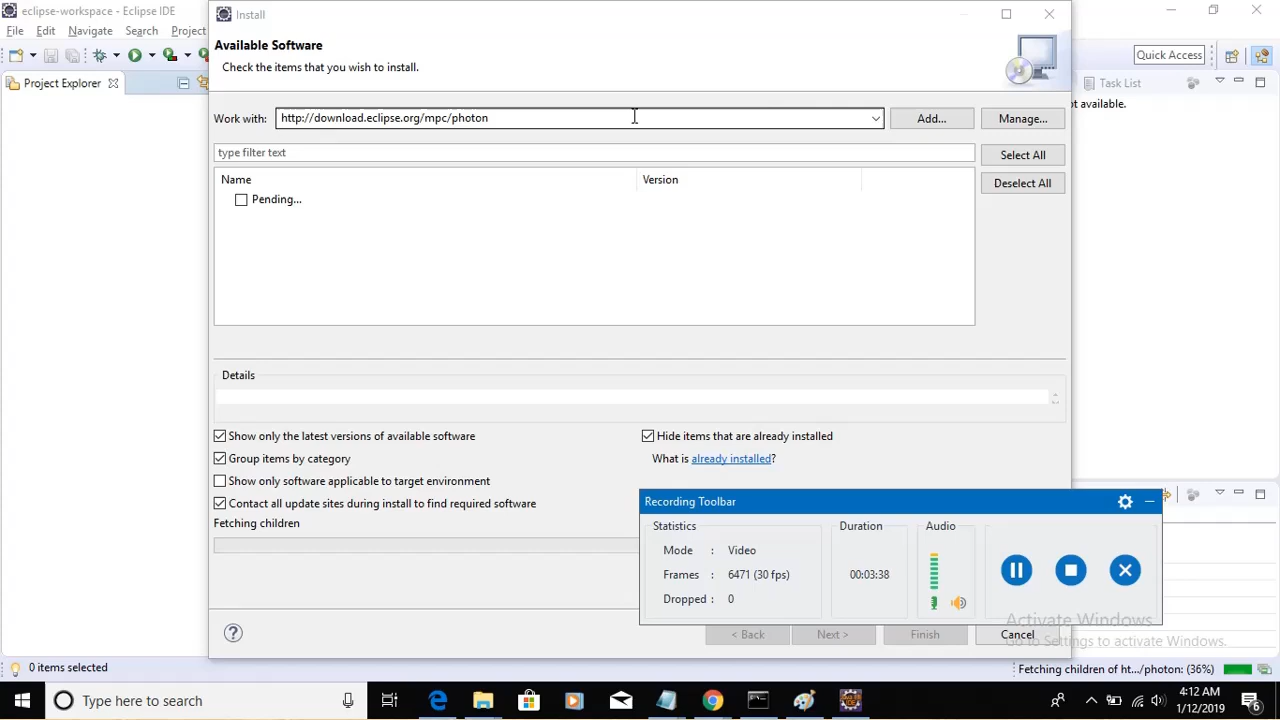 eclipse-workspace - Eclipse IDE
Install
File Edit Navigate Search Project
Available Software
Check the items that you wish to install.
Quick Access
Project Explorer
Task List
ot available.
Work with: http://download.eclipse.org/mpc/photon Add... Manage...
type filter text
Select All
Name Version
Deselect All
Pending...
Details
Show only the latest versions of available software
Hide items that are already installed
Group items by category
What is already installed?
Show only software applicable to target environment
Contact all update sites during install to find required software
Fetching children
Recording Toolbar
Statistics Duration Audio
Mode : Video
Frames : 6471 (30 fps) 00:03:38
Dropped : 0
Activate Windows
Go to Settings to activate Windows.
? < Back Next > Finish Cancel
0 items selected
Fetching children of ht.../photon: (36%)
Type here to search
4:12 AM
1/12/2019
6